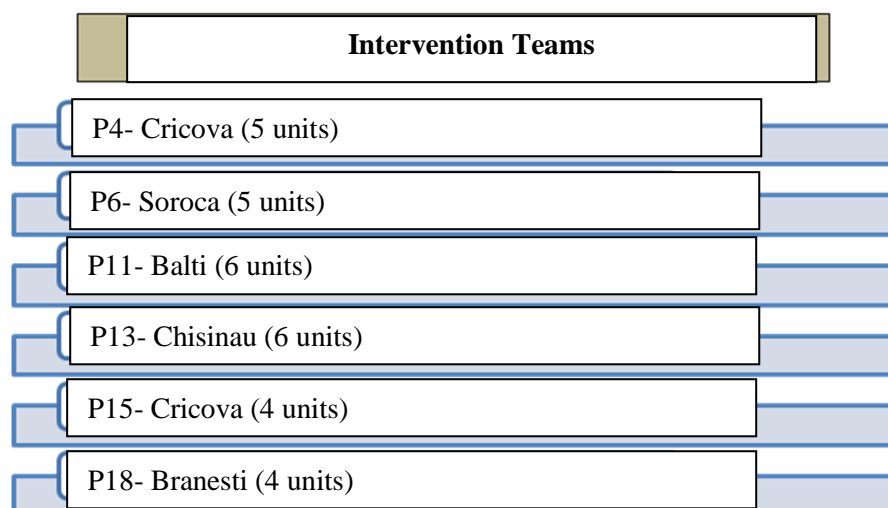 Intervention Teams
P4- Cricova (5 units)
P6- Soroca (5 units)
P11- Balti (6 units)
P13- Chisinau (6 units)
P15- Cricova (4 units)
P18- Branesti (4 units)